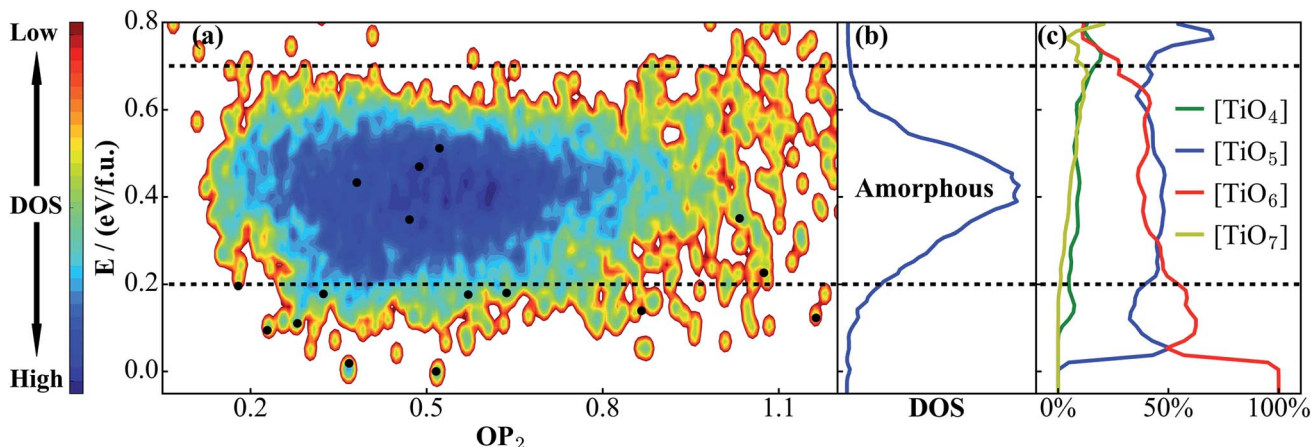 Low
DOS
High
E / (eV/f.u.)
0.8
0.6
0.4
0.2
0.0
(a)
0.2 0.5 0.8 1.1
OP₂
(b)
Amorphous
DOS
(c)
[TiO₄]
[TiO₅]
[TiO₆]
[TiO₇]
0% 50% 100%